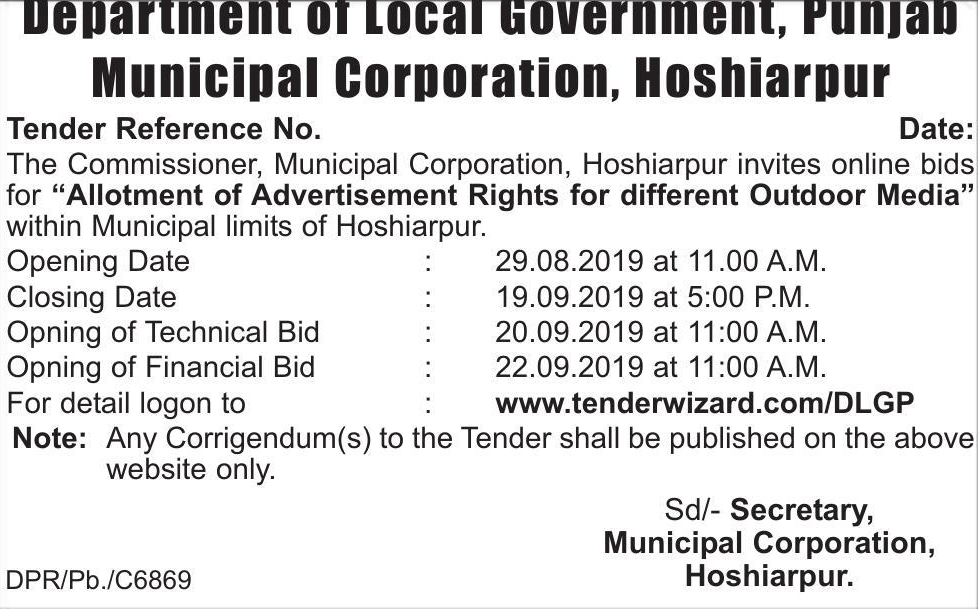 Department of Local Government, Punjab
Municipal Corporation, Hoshiarpur
Tender Reference No. Date:
The Commissioner, Municipal Corporation, Hoshiarpur invites online bids
for “Allotment of Advertisement Rights for different Outdoor Media”
within Municipal limits of Hoshiarpur.
Opening Date : 29.08.2019 at 11.00 A.M.
Closing Date : 19.09.2019 at 5:00 P.M.
Opning of Technical Bid : 20.09.2019 at 11:00 A.M.
Opning of Financial Bid : 22.09.2019 at 11:00 A.M.
For detail logon to : www.tenderwizard.com/DLGP
Note: Any Corrigendum(s) to the Tender shall be published on the above
website only.
Sd/- Secretary,
Municipal Corporation,
Hoshiarpur.
DPR/Pb./C6869